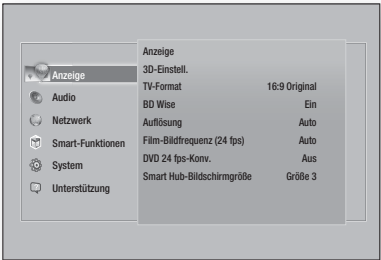 Anzeige
Audio
Netzwerk
Smart-Funktionen
System
Unterstützung
Anzeige
3D-Einstell.
TV-Format 16:9 Original
BD Wise Ein
Auflösung Auto
Film-Bildfrequenz (24 fps) Auto
DVD 24 fps-Konv. Aus
Smart Hub-Bildschirmgröße Größe 3